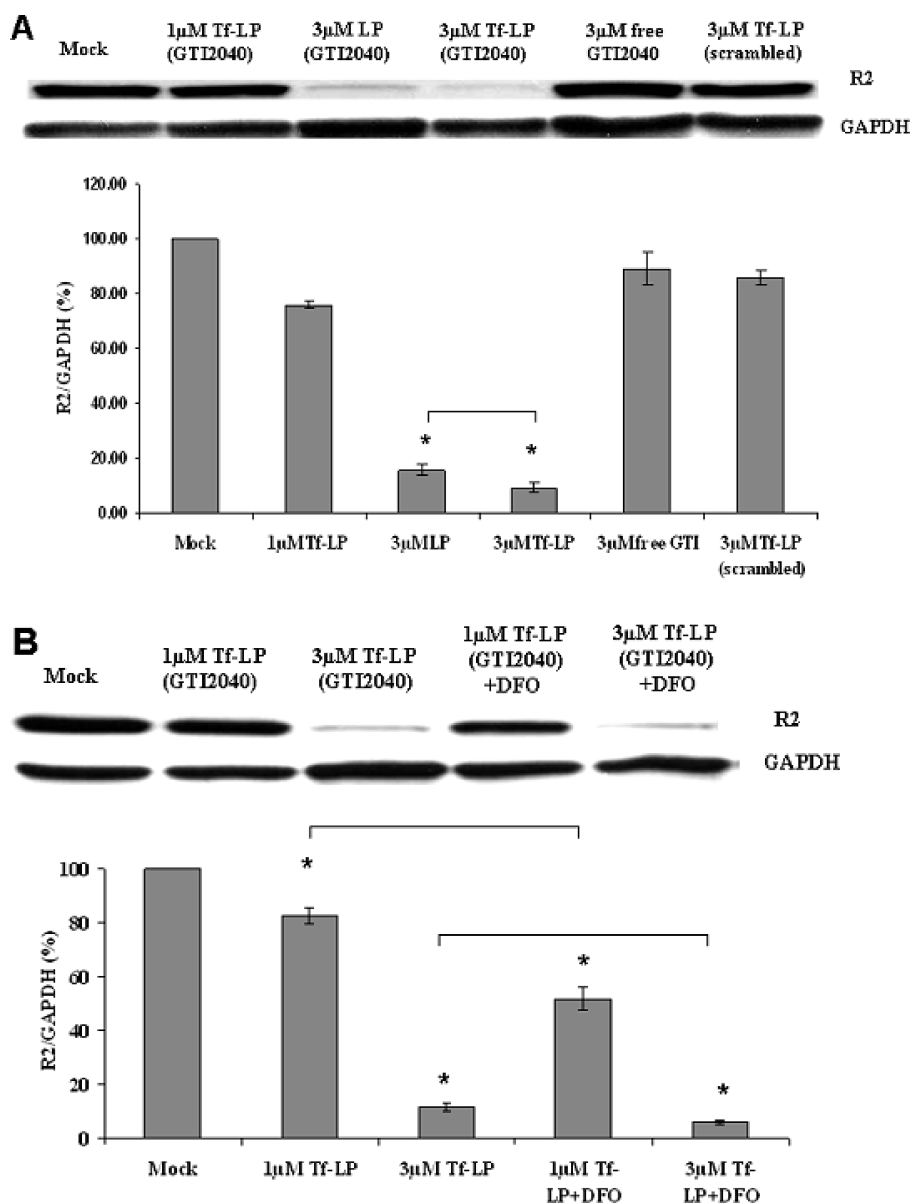 A
Mock
1µM Tf-LP
(GTI2040)
3µM LP
(GTI2040)
3µM Tf-LP
(GTI2040)
3µM free
GTI2040
3µM Tf-LP
(scrambled)
R2
GAPDH
R2/GAPDH (%)
120.00
100.00
80.00
60.00
40.00
20.00
0.00
*
*
Mock
1µMTf-LP
3µMLP
3µMTf-LP
3µMfree GTI
3µMTf-LP
(scrambled)
B
Mock
1µM Tf-LP
(GTI2040)
3µM Tf-LP
(GTI2040)
1µM Tf-LP
(GTI2040)
+DFO
3µM Tf-LP
(GTI2040)
+DFO
R2
GAPDH
R2/GAPDH (%)
100
80
60
40
20
0
*
*
*
*
Mock
1µM Tf-LP
3µM Tf-LP
1µM Tf-
LP+DFO
3µM Tf-
LP+DFO